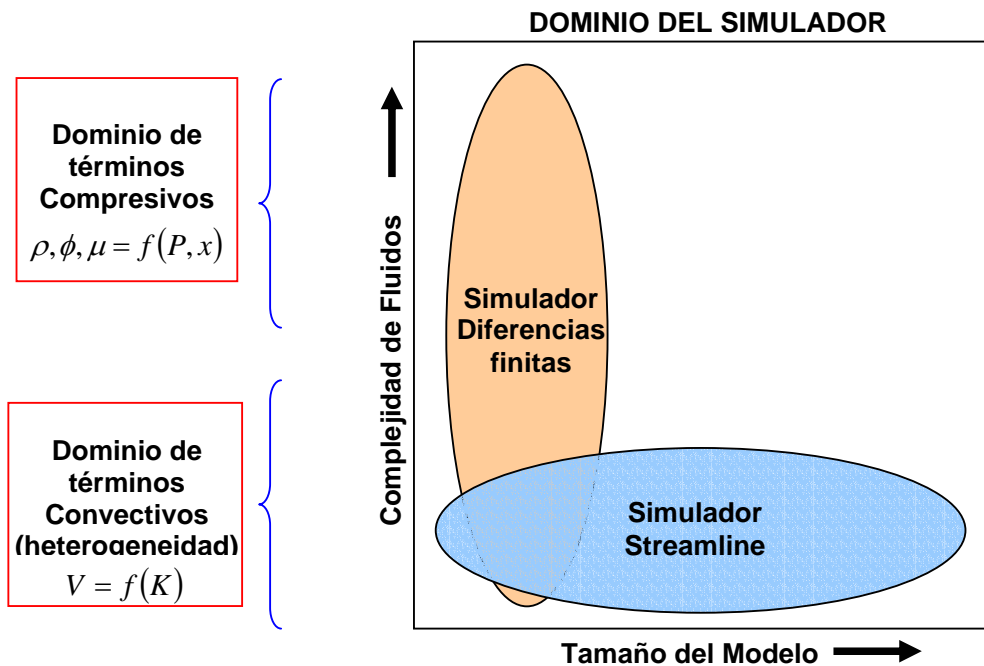 DOMINIO DEL SIMULADOR
Dominio de
términos
Compresivos
ρ,ϕ,μ = f(P,x)
Dominio de
términos
Convectivos
(heterogeneidad)
V = f(K)
Complejidad de Fluidos
Simulador
Diferencias
finitas
Simulador
Streamline
Tamaño del Modelo